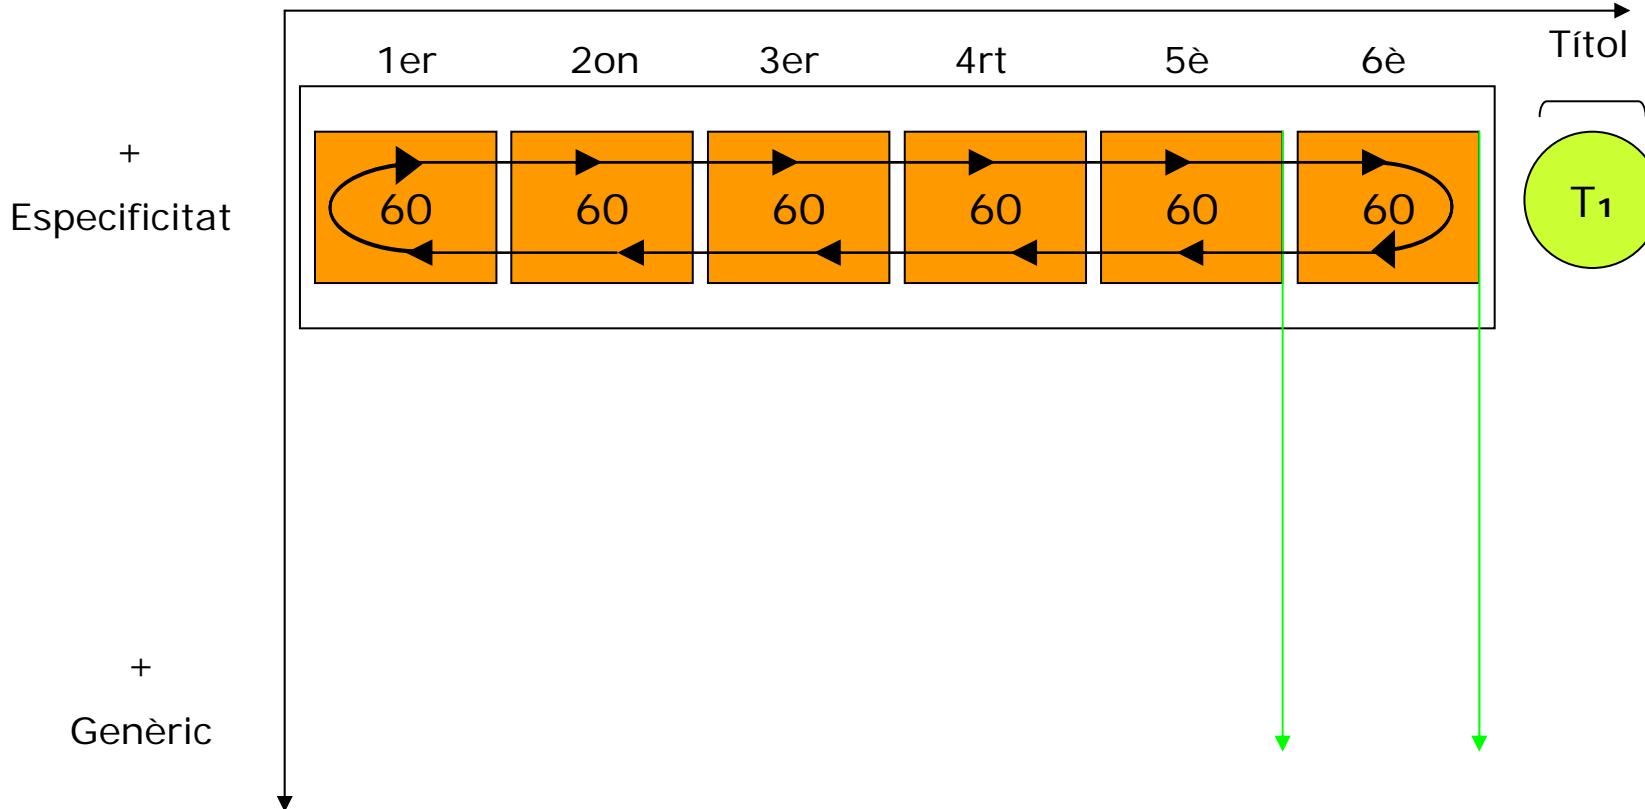 Títol
1er 2on 3er 4rt 5è 6è
+
Especificitat
60 60 60 60 60 60
T1
+
Genèric